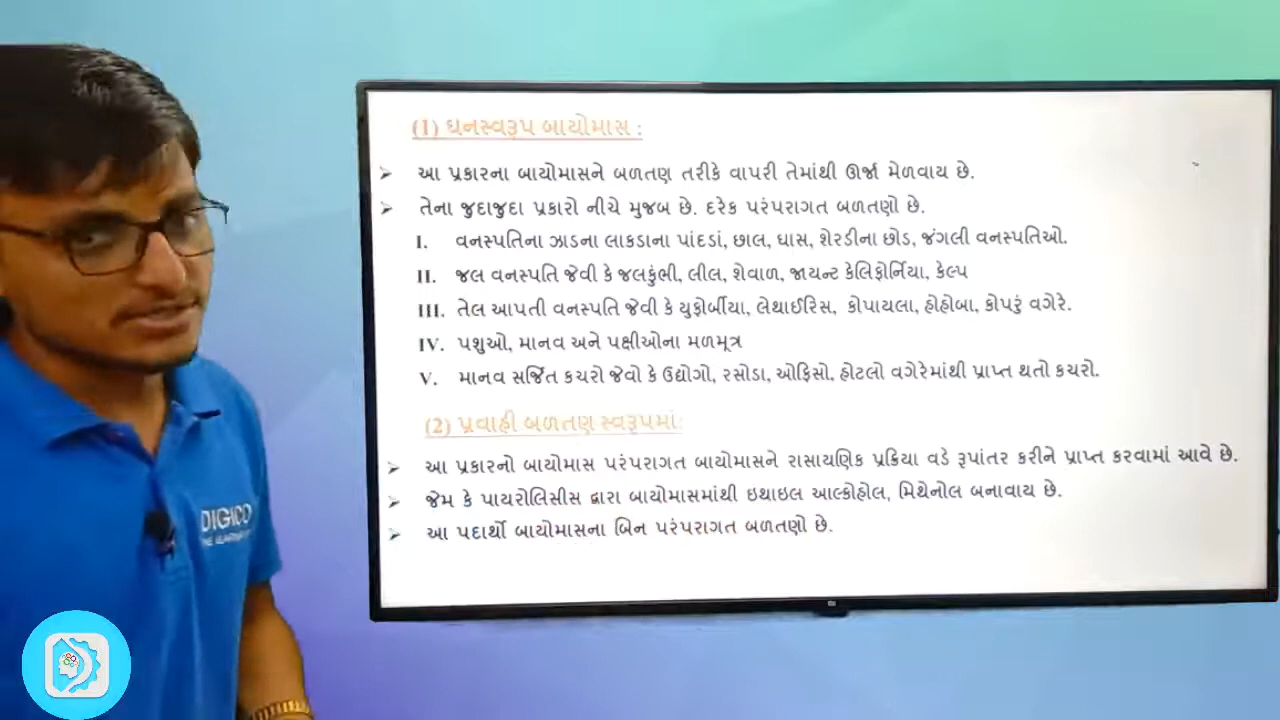 (1) ઘનસ્વરૂપ બાયોમાસ :
➢ આ પ્રકારના બાયોમાસને બળતણ તરીકે વાપરી તેમાંથી ઊર્જા મેળવાય છે.
➢ તેના જુદાજુદા પ્રકારો નીચે મુજબ છે. દરેક પરંપરાગત બળતણો છે.
I. વનસ્પતિના ઝાડના લાકડાના પાંદડાં, છાલ, ઘાસ, શેરડીના છોડ, જંગલી વનસ્પતિઓ.
II. જલ વનસ્પતિ જેવી કે જલકુંભી, લીલ, શેવાળ, જાયન્ટ કેલિફોર્નિયા, કેલ્પ
III. તેલ આપતી વનસ્પતિ જેવી કે યુફોર્બીયા, લેથાઈરિસ, કોપાયલા, હોહોબા, કોપરું વગેરે.
IV. પશુઓ, માનવ અને પક્ષીઓના મળમૂત્ર
V. માનવ સર્જિત કચરો જેવો કે ઉદ્યોગો, રસોડા, ઓફિસો, હોટલો વગેરેમાંથી પ્રાપ્ત થતો કચરો.
(2) પ્રવાહી બળતણ સ્વરૂપમાં:
➢ આ પ્રકારનો બાયોમાસ પરંપરાગત બાયોમાસને રાસાયણિક પ્રક્રિયા વડે રૂપાંતર કરીને પ્રાપ્ત કરવામાં આવે છે.
➢ જેમ કે પાયરોલિસીસ દ્વારા બાયોમાસમાંથી ઇથાઇલ આલ્કોહોલ, મિથેનોલ બનાવાય છે.
➢ આ પદાર્થો બાયોમાસના બિન પરંપરાગત બળતણો છે.